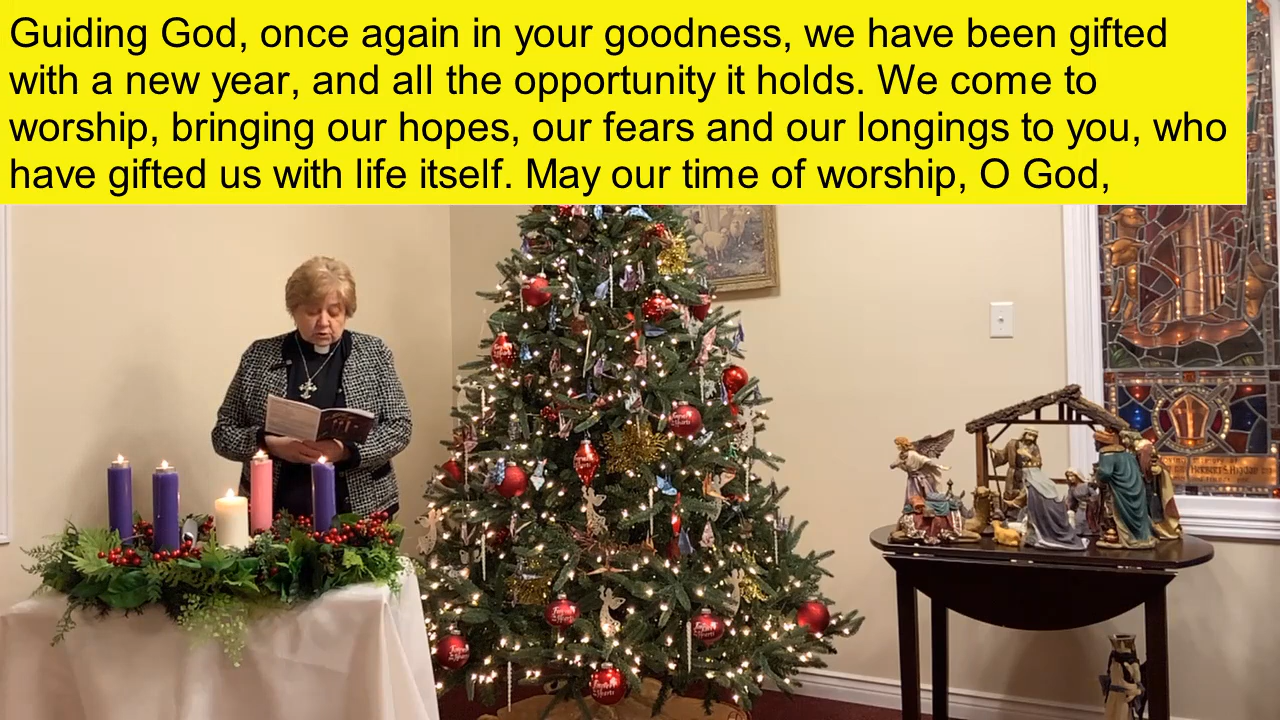 Guiding God, once again in your goodness, we have been gifted
with a new year, and all the opportunity it holds. We come to
worship, bringing our hopes, our fears and our longings to you, who
have gifted us with life itself. May our time of worship, O God,